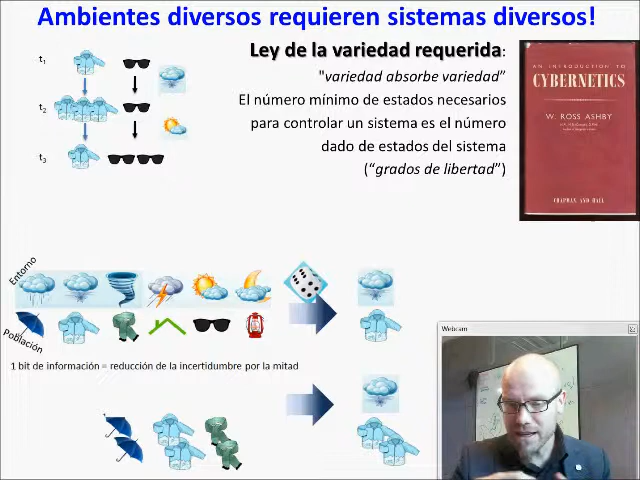 Ambientes diversos requieren sistemas diversos!
Ley de la variedad requerida:
"variedad absorbe variedad"
El número mínimo de estados necesarios
para controlar un sistema es el número
dado de estados del sistema
("grados de libertad")
t1
t2
t3
AN INTRODUCTION TO
CYBERNETICS
W. ROSS ASHBY
CHAPMAN AND HALL
Entorno
Población
1 bit de información = reducción de la incertidumbre por la mitad
Webcam